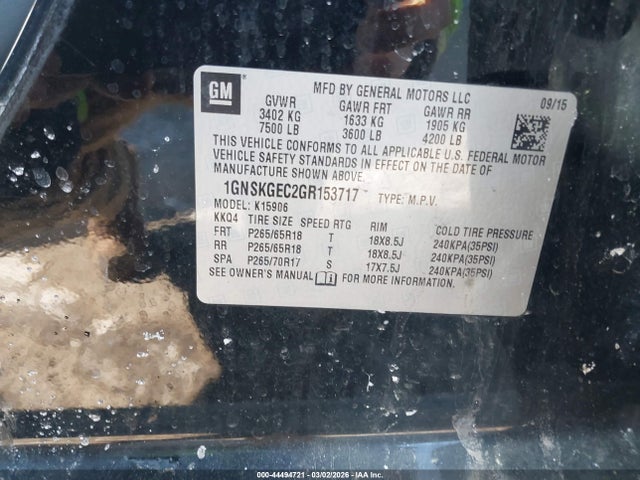 GM
MFD BY GENERAL MOTORS LLC
09/15
GVWR GAWR FRT GAWR RR
3402 KG 1633 KG 1905 KG
7500 LB 3600 LB 4200 LB
THIS VEHICLE CONFORMS TO ALL APPLICABLE U.S. FEDERAL MOTOR
VEHICLE SAFETY STANDARDS IN EFFECT ON THE DATE OF
MANUFACTURE SHOWN ABOVE.
1GNSKGEC2GR153717 TYPE: M.P.V.
MODEL: K15906
KKQ4 TIRE SIZE SPEED RTG RIM COLD TIRE PRESSURE
FRT P265/65R18 T 18X8.5J 240KPA(35PSI)
RR P265/65R18 T 18X8.5J 240KPA(35PSI)
SPA P265/70R17 S 17X7.5J 240KPA(35PSI)
SEE OWNER'S MANUAL FOR MORE INFORMATION.
000-44494721 | 03/02/2026 | IAA Inc.